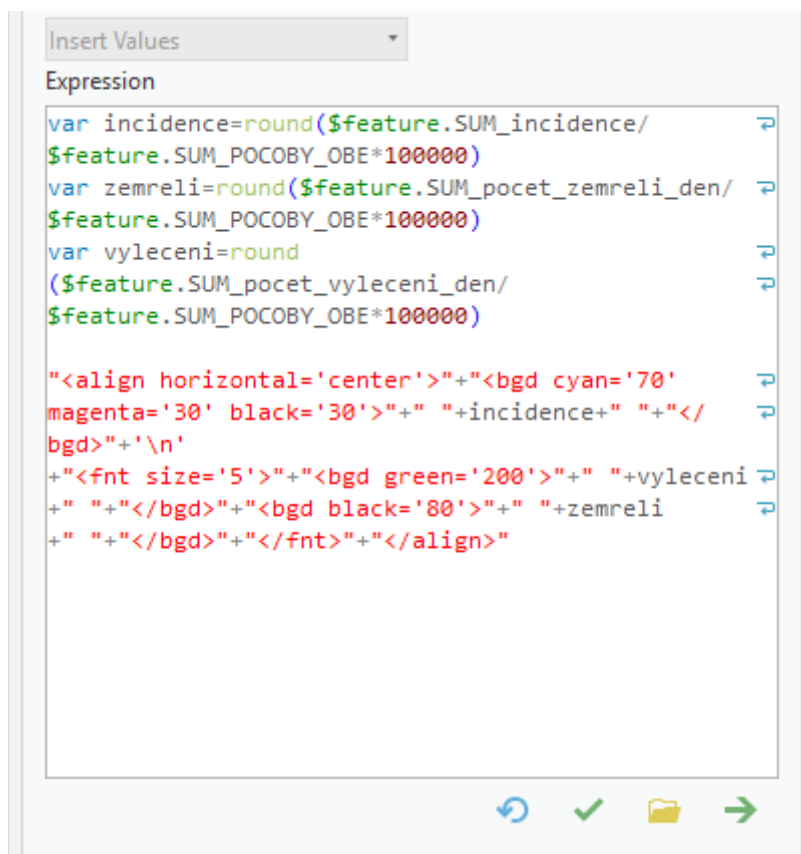 Insert Values
Expression
var incidence=round($feature.SUM_incidence/
$feature.SUM_POCOBY_OBE*100000)
var zemreli=round($feature.SUM_pocet_zemreli_den/
$feature.SUM_POCOBY_OBE*100000)
var vyleceni=round
($feature.SUM_pocet_vyleceni_den/
$feature.SUM_POCOBY_OBE*100000)
"<align horizontal='center'>"+"<bgd cyan='70'
magenta='30' black='30'>"+" "+incidence+" "+"</
bgd>"+'\n'
+"<fnt size='5'>"+"<bgd green='200'>"+" "+vyleceni
+" "+"</bgd>"+"<bgd black='80'>"+" "+zemreli
+" "+"</bgd>"+"</fnt>"+"</align>"